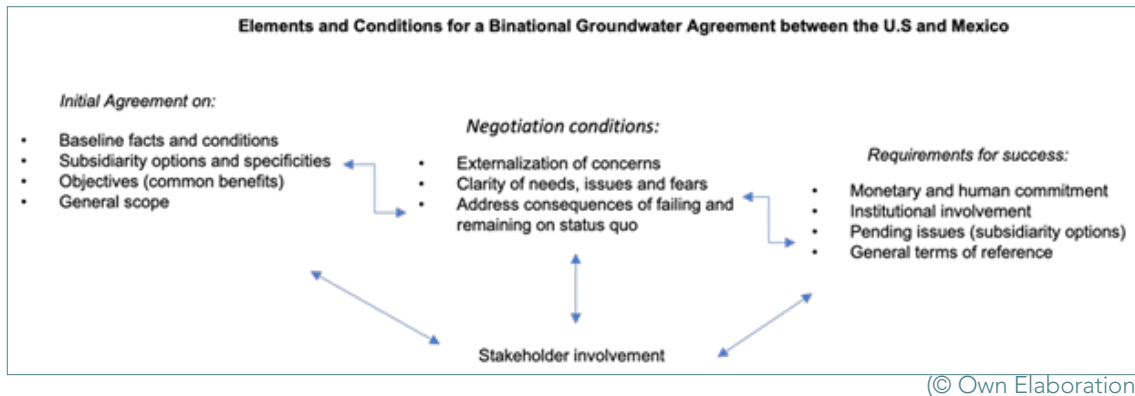 Elements and Conditions for a Binational Groundwater Agreement between the U.S and Mexico
Initial Agreement on:
• Baseline facts and conditions
• Subsidiarity options and specificities
• Objectives (common benefits)
• General scope
Negotiation conditions:
• Externalization of concerns
• Clarity of needs, issues and fears
• Address consequences of failing and
remaining on status quo
Requirements for success:
• Monetary and human commitment
• Institutional involvement
• Pending issues (subsidiarity options)
• General terms of reference
Stakeholder involvement
(© Own Elaboration